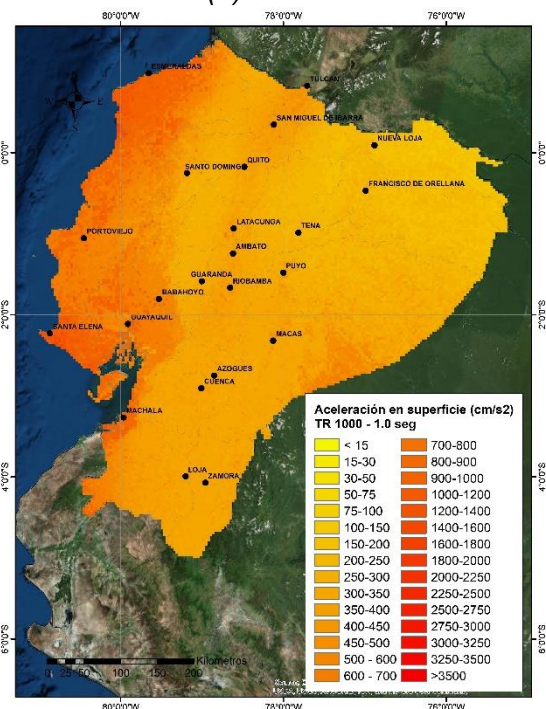 80°0'0"W 78°0'0"W 76°0'0"W
ESMERALDAS
TULCAN
W E
SAN MIGUEL DE IBARRA
NUEVA LOJA
0°0'0" 0°0'0"
SANTO DOMINGO QUITO
FRANCISCO DE ORELLANA
LATACUNGA TENA
PORTOVIEJO
AMBATO
PUYO
GUARANDA
RIOBAMBA
BABAHOYO
2°0'0"S 2°0'0"S
GUAYAQUIL
SANTA ELENA
MACAS
AZOGUES
CUENCA
MACHALA
LOJA
ZAMORA
4°0'0"S 4°0'0"S
Aceleración en superficie (cm/s2)
TR 1000 - 1.0 seg
< 15 700-800
15-30 800-900
30-50 900-1000
50-75 1000-1200
75-100 1200-1400
100-150 1400-1600
150-200 1600-1800
200-250 1800-2000
250-300 2000-2250
300-350 2250-2500
350-400 2500-2750
400-450 2750-3000
450-500 3000-3250
500 - 600 3250-3500
600 - 700 >3500
6°0'0"S 6°0'0"S
Kilómetros
0 25 50 100 150 200
80°0'0"W 78°0'0"W 76°0'0"W